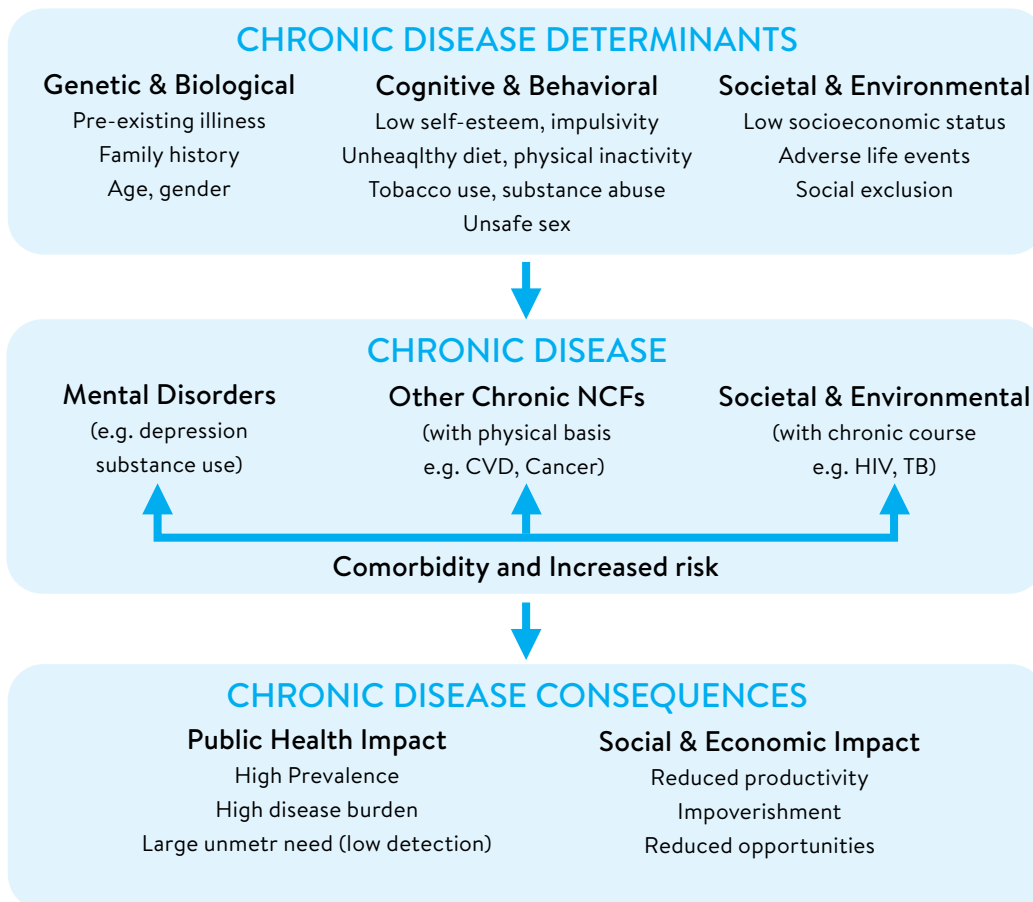 CHRONIC DISEASE DETERMINANTS
Genetic & Biological
Pre-existing illiness
Family history
Age, gender
Cognitive & Behavioral
Low self-esteem, impulsivity
Unheaqlthy diet, physical inactivity
Tobacco use, substance abuse
Unsafe sex
Societal & Environmental
Low socioeconomic status
Adverse life events
Social exclusion
CHRONIC DISEASE
Mental Disorders
(e.g. depression
substance use)
Other Chronic NCFs
(with physical basis
e.g. CVD, Cancer)
Societal & Environmental
(with chronic course
e.g. HIV, TB)
Comorbidity and Increased risk
CHRONIC DISEASE CONSEQUENCES
Public Health Impact
High Prevalence
High disease burden
Large unmetr need (low detection)
Social & Economic Impact
Reduced productivity
Impoverishment
Reduced opportunities